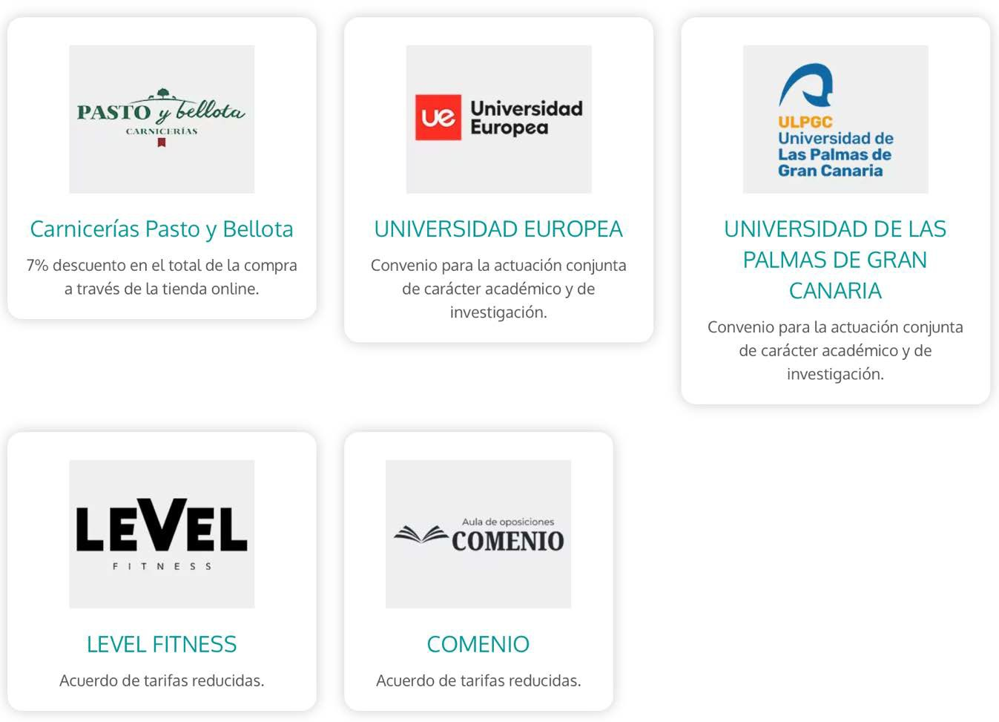 PASTO y bellota
CARNICERÍAS
Carnicerías Pasto y Bellota
7% descuento en el total de la compra
a través de la tienda online.
ue Universidad
Europea
UNIVERSIDAD EUROPEA
Convenio para la actuación conjunta
de carácter académico y de
investigación.
ULPGC
Universidad de
Las Palmas de
Gran Canaria
UNIVERSIDAD DE LAS
PALMAS DE GRAN
CANARIA
Convenio para la actuación conjunta
de carácter académico y de
investigación.
LEVEL
FITNESS
LEVEL FITNESS
Acuerdo de tarifas reducidas.
Aula de oposiciones
COMENIO
COMENIO
Acuerdo de tarifas reducidas.